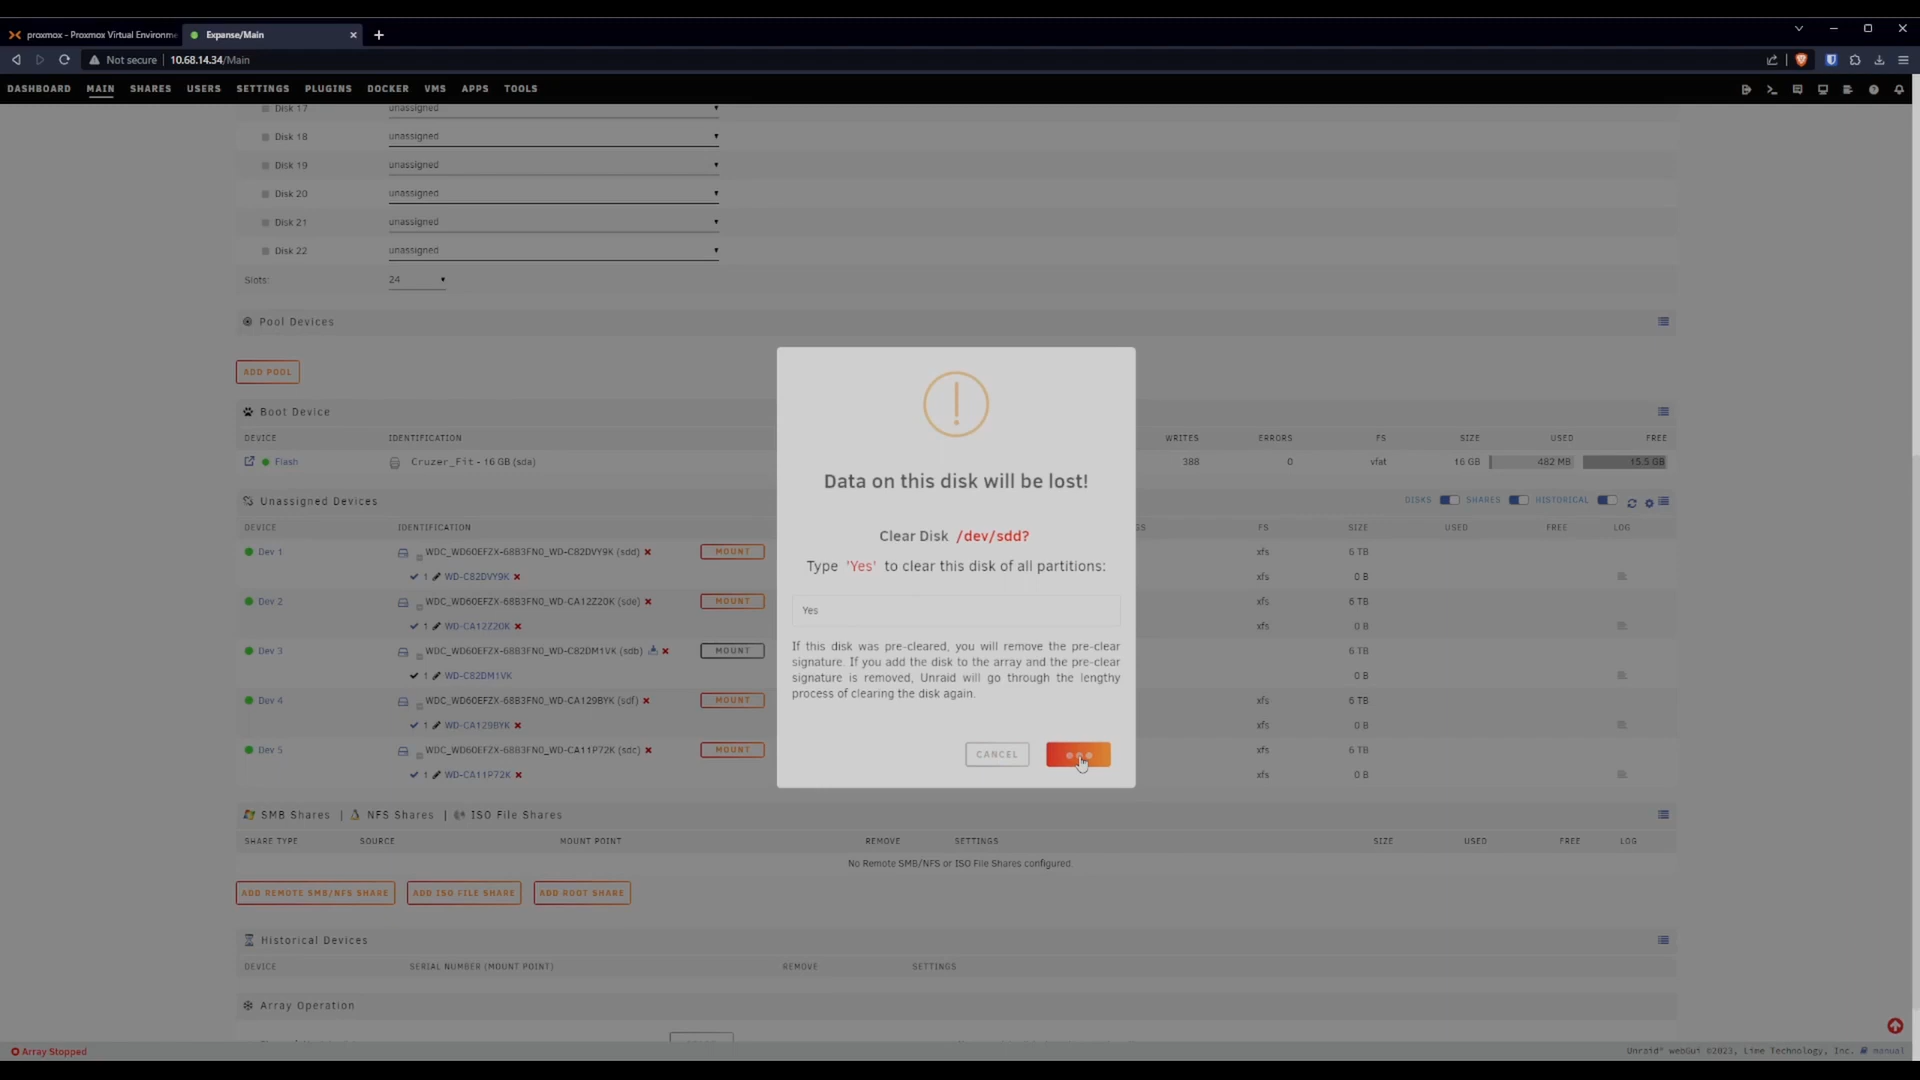 proxmox - Proxmox Virtual Environme
Expanse/Main
Not secure
10.68.14.34/Main
DASHBOARD MAIN SHARES USERS SETTINGS PLUGINS DOCKER VMS APPS TOOLS
Disk 17 unassigned
Disk 18 unassigned
Disk 19 unassigned
Disk 20 unassigned
Disk 21 unassigned
Disk 22 unassigned
Slots: 24
Pool Devices
ADD POOL
Boot Device
DEVICE IDENTIFICATION WRITES ERRORS FS SIZE USED FREE
Flash Cruzer_Fit - 16 GB (sda) 388 0 vfat 16 GB 482 MB 15.5 GB
Unassigned Devices DISKS SHARES HISTORICAL
DEVICE IDENTIFICATION FS SIZE USED FREE LOG
Dev 1 WDC_WD60EFZX-68B3FN0_WD-C82DVY9K (sdd) MOUNT xfs 6 TB
1 WD-C82DVY9K xfs 0 B
Dev 2 WDC_WD60EFZX-68B3FN0_WD-CA12Z20K (sde) MOUNT xfs 6 TB
1 WD-CA12Z20K xfs 0 B
Dev 3 WDC_WD60EFZX-68B3FN0_WD-C82DM1VK (sdb) MOUNT 6 TB
1 WD-C82DM1VK 0 B
Dev 4 WDC_WD60EFZX-68B3FN0_WD-CA129BYK (sdf) MOUNT xfs 6 TB
1 WD-CA129BYK xfs 0 B
Dev 5 WDC_WD60EFZX-68B3FN0_WD-CA11P72K (sdc) MOUNT xfs 6 TB
1 WD-CA11P72K xfs 0 B
Data on this disk will be lost!
Clear Disk /dev/sdd?
Type 'Yes' to clear this disk of all partitions:
Yes
If this disk was pre-cleared, you will remove the pre-clear
signature. If you add the disk to the array and the pre-clear
signature is removed, Unraid will go through the lengthy
process of clearing the disk again.
CANCEL
SMB Shares | NFS Shares | ISO File Shares
SHARE TYPE SOURCE MOUNT POINT REMOVE SETTINGS SIZE USED FREE LOG
No Remote SMB/NFS or ISO File Shares configured.
ADD REMOTE SMB/NFS SHARE ADD ISO FILE SHARE ADD ROOT SHARE
Historical Devices
DEVICE SERIAL NUMBER (MOUNT POINT) REMOVE SETTINGS
Array Operation
Array Stopped
Unraid® webGui ©2023, Lime Technology, Inc. manual